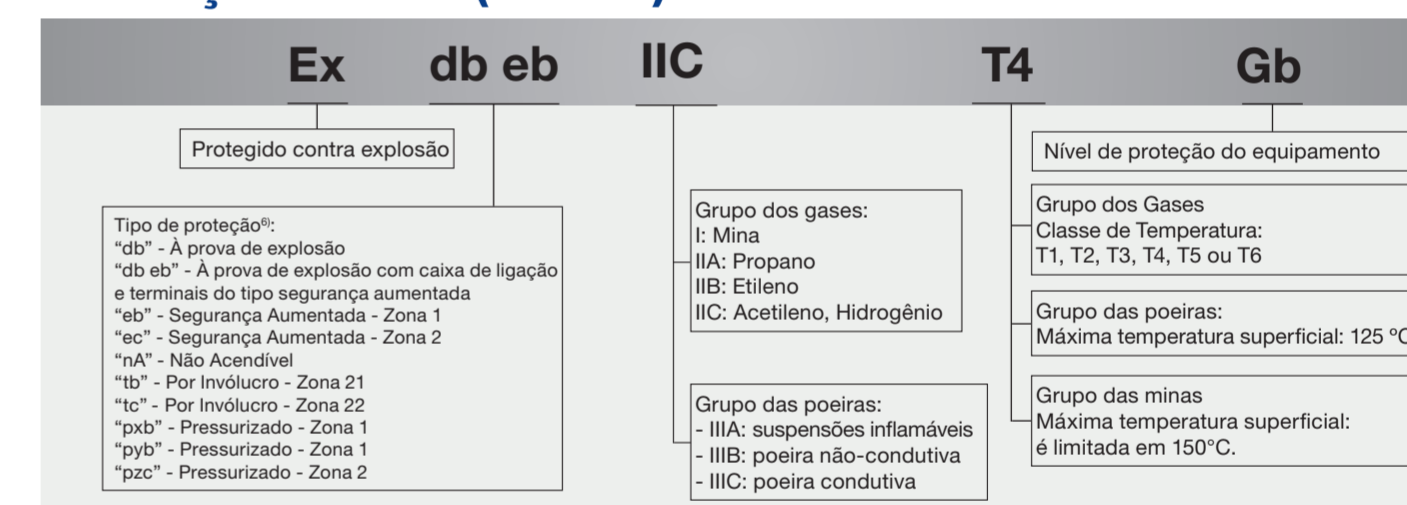 Ex db eb IIC T4 Gb
Protegido contra explosão
Tipo de proteção⁶⁾:
“db” - À prova de explosão
“db eb” - À prova de explosão com caixa de ligação
e terminais do tipo segurança aumentada
“eb” - Segurança Aumentada - Zona 1
“ec” - Segurança Aumentada - Zona 2
“nA” - Não Acendível
“tb” - Por Invólucro - Zona 21
“tc” - Por Invólucro - Zona 22
“pxb” - Pressurizado - Zona 1
“pyb” - Pressurizado - Zona 1
“pzc” - Pressurizado - Zona 2
Grupo dos gases:
I: Mina
IIA: Propano
IIB: Etileno
IIC: Acetileno, Hidrogênio
Grupo das poeiras:
- IIIA: suspensões inflamáveis
- IIIB: poeira não-condutiva
- IIIC: poeira condutiva
Nível de proteção do equipamento
Grupo dos Gases
Classe de Temperatura:
T1, T2, T3, T4, T5 ou T6
Grupo das poeiras:
Máxima temperatura superficial: 125 ºC
Grupo das minas
Máxima temperatura superficial:
é limitada em 150°C.